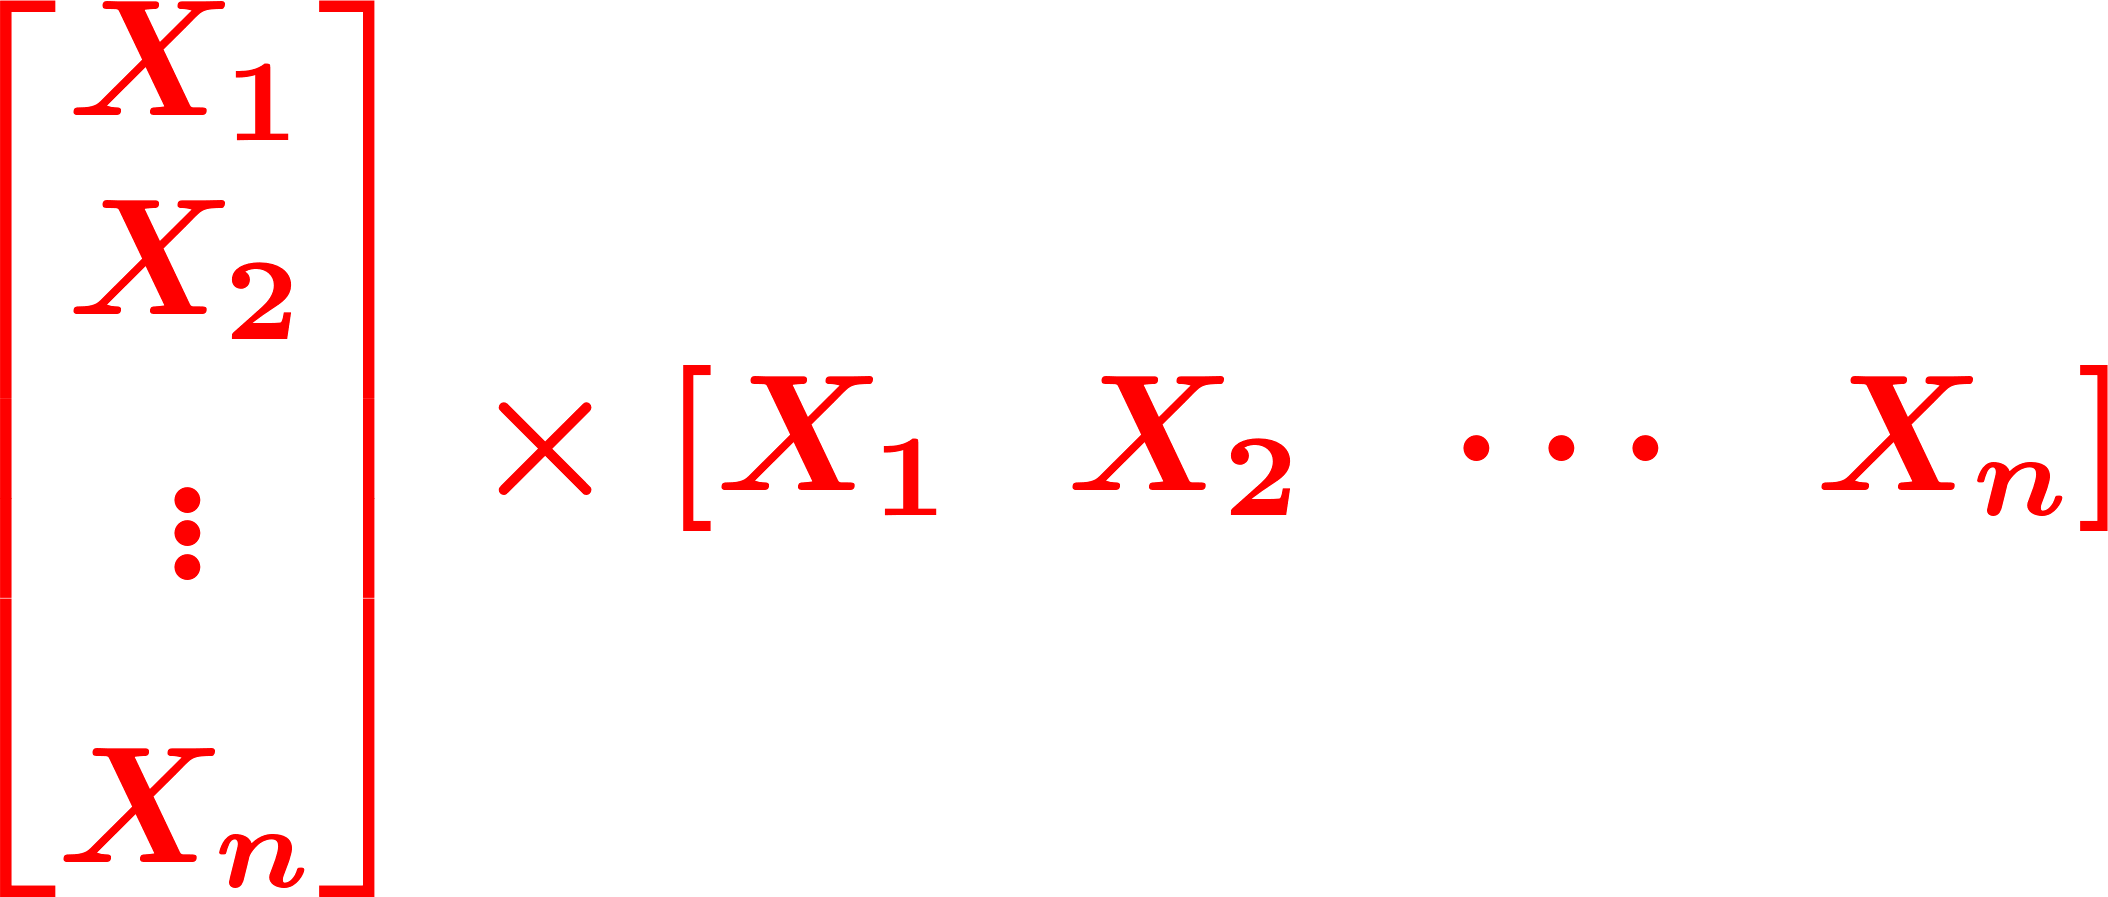 X₁
X₂
⋮
Xₙ
× [X₁ X₂ ⋯ Xₙ]